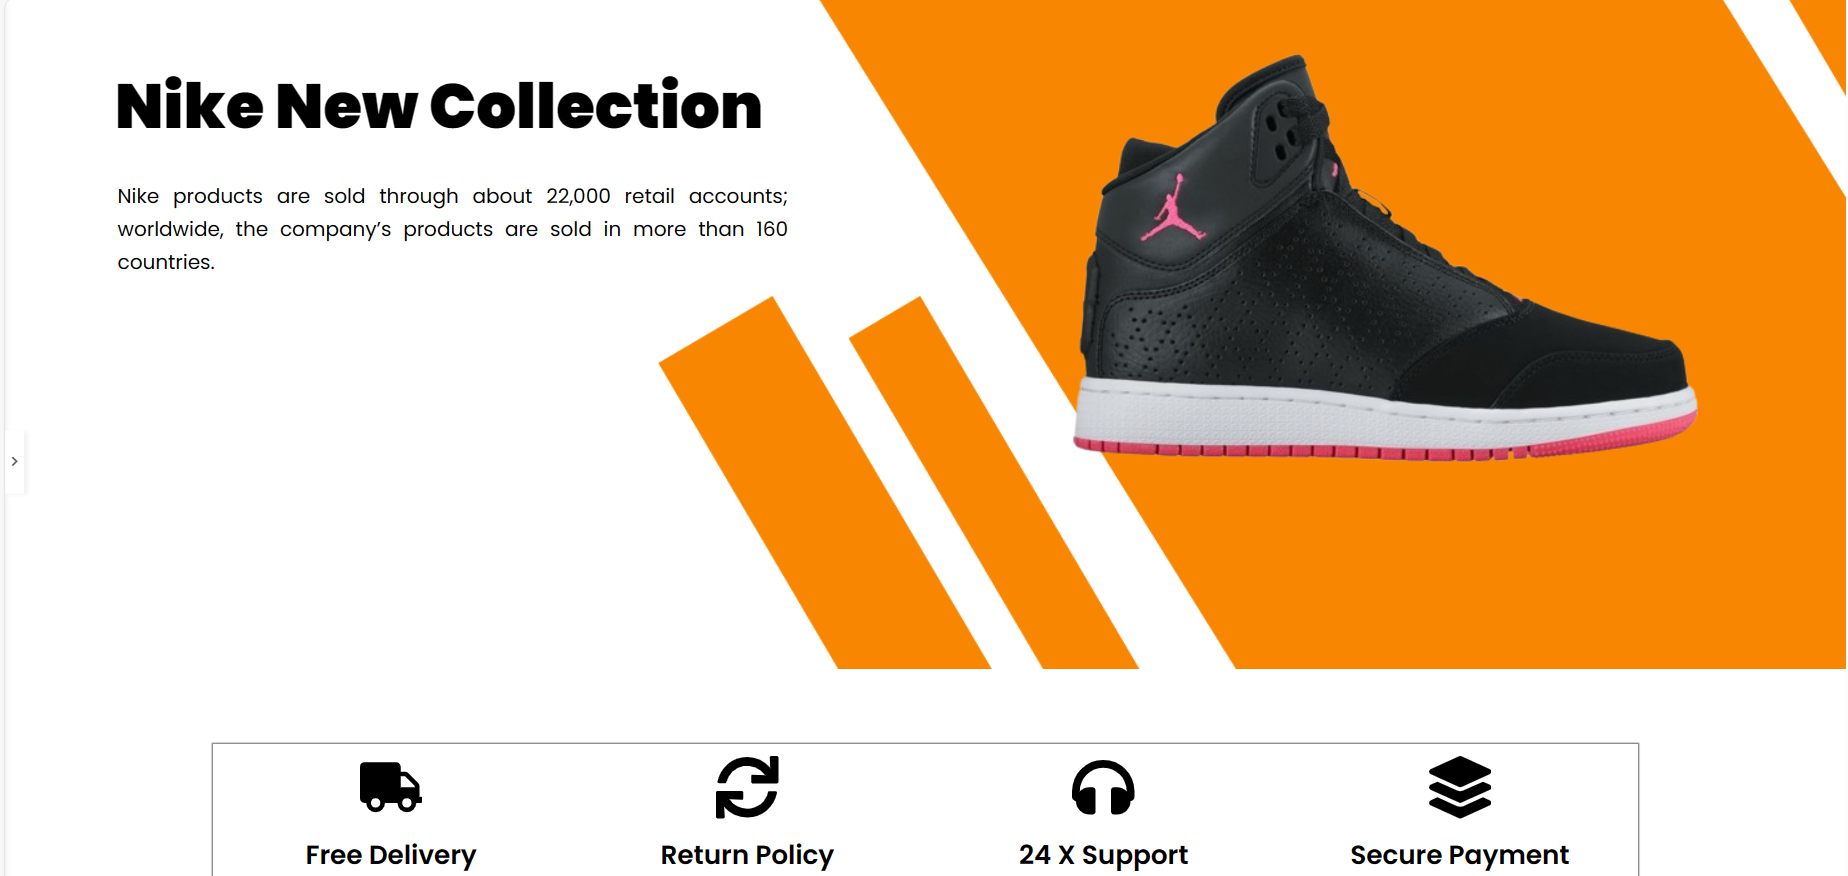 Nike New Collection
Nike products are sold through about 22,000 retail accounts;
worldwide, the company’s products are sold in more than 160
countries.
Free Delivery
Return Policy
24 X Support
Secure Payment